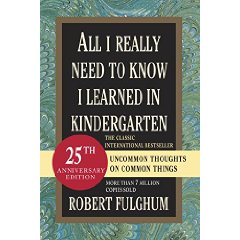 ALL I REALLY
NEED TO KNOW
I LEARNED IN
KINDERGARTEN
THE CLASSIC
INTERNATIONAL BESTSELLER
25TH
ANNIVERSARY
EDITION
UNCOMMON THOUGHTS
ON COMMON THINGS
MORE THAN 7 MILLION
COPIES SOLD
ROBERT FULGHUM